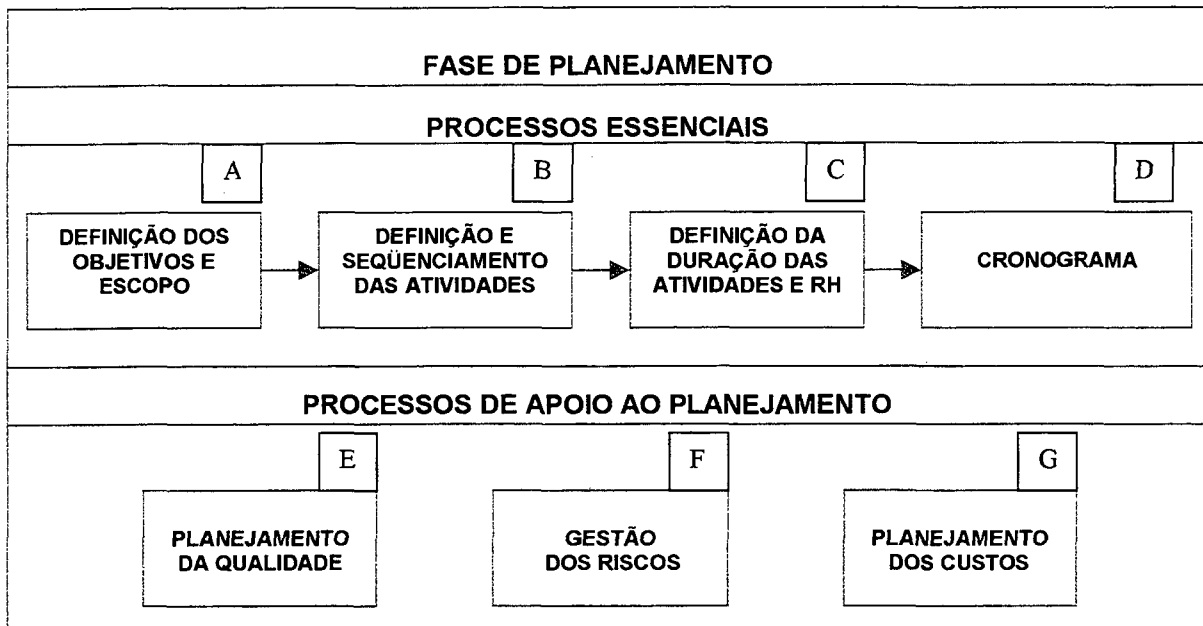 FASE DE PLANEJAMENTO
PROCESSOS ESSENCIAIS
A
B
C
D
DEFINIÇÃO DOS
OBJETIVOS E
ESCOPO
DEFINIÇÃO E
SEQÜENCIAMENTO
DAS ATIVIDADES
DEFINIÇÃO DA
DURAÇÃO DAS
ATIVIDADES E RH
CRONOGRAMA
PROCESSOS DE APOIO AO PLANEJAMENTO
E
F
G
PLANEJAMENTO
DA QUALIDADE
GESTÃO
DOS RISCOS
PLANEJAMENTO
DOS CUSTOS